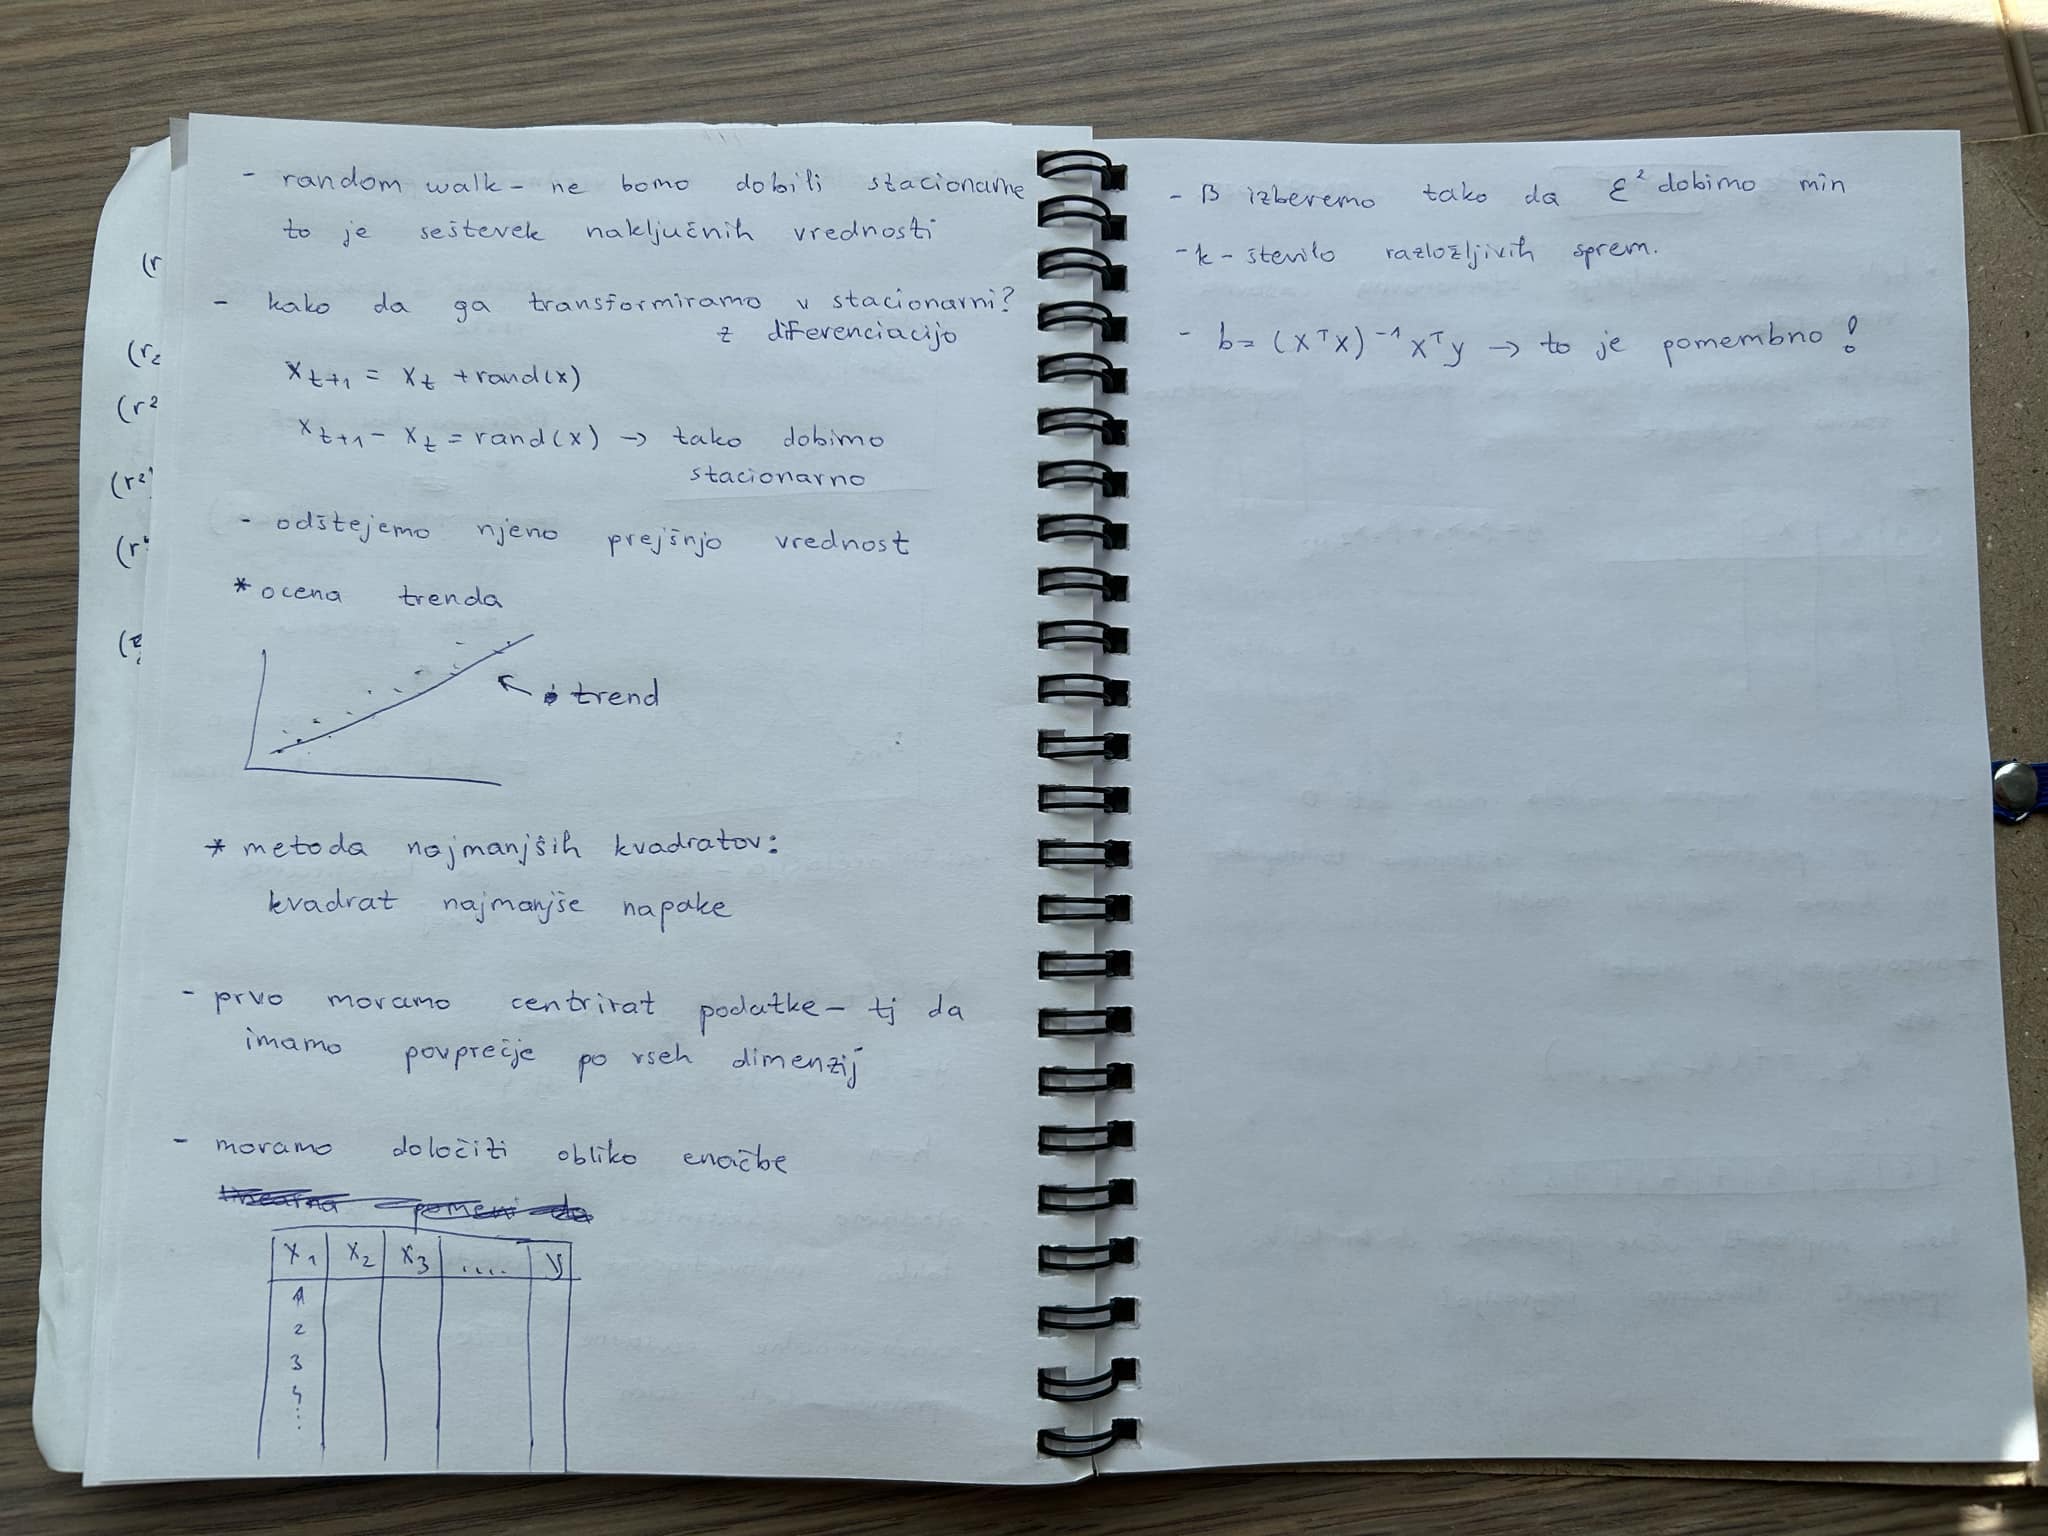 - random walk - ne bomo dobili stacionarne
to je seštevek naključnih vrednosti
- kako da ga transformiramo v stacionarni?
z diferenciacijo
x_{t+1} = x_t + rand(x)
x_{t+1} - x_t = rand(x) → tako dobimo
stacionarno
- odštejemo njeno prejšnjo vrednost
* ocena trenda
trend
* metoda najmanjših kvadratov:
kvadrat najmanjše napake
- prvo moramo centrirat podatke - tj da
imamo povprečje po vseh dimenzij
- moramo določiti obliko enačbe
x_1 x_2 x_3 .... y
1
2
3
4
⋮
- B izberemo tako da ε² dobimo min
- k - število razložljivih sprem.
- b = (X^T X)^{-1} X^T y → to je pomembno!
(r
(r_2
(r²
(r²)
(r⁴